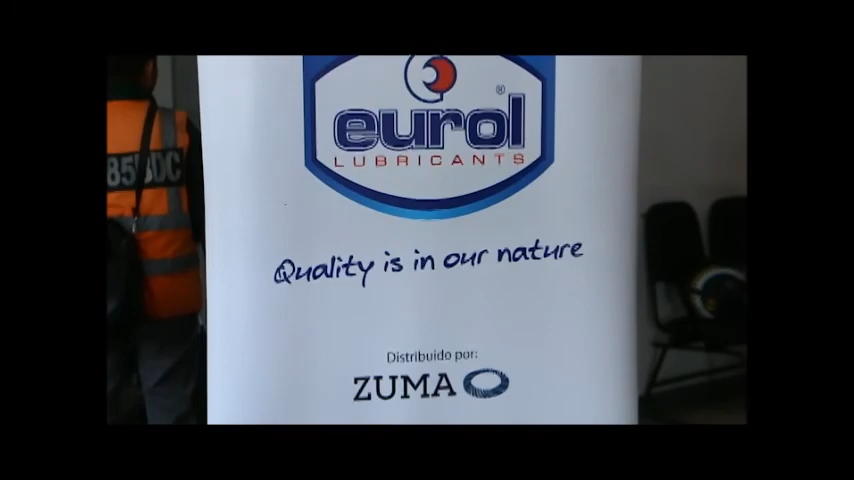 eurol®
LUBRICANTS
Quality is in our nature
Distribuido por:
ZUMA